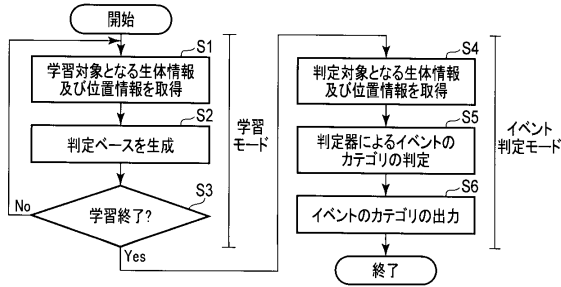 開始
S1
学習対象となる生体情報
及び位置情報を取得
S2
判定ベースを生成
S3
学習終了?
No
Yes
学習
モード
S4
判定対象となる生体情報
及び位置情報を取得
S5
判定器によるイベントの
カテゴリの判定
S6
イベントのカテゴリの出力
終了
イベント
判定モード